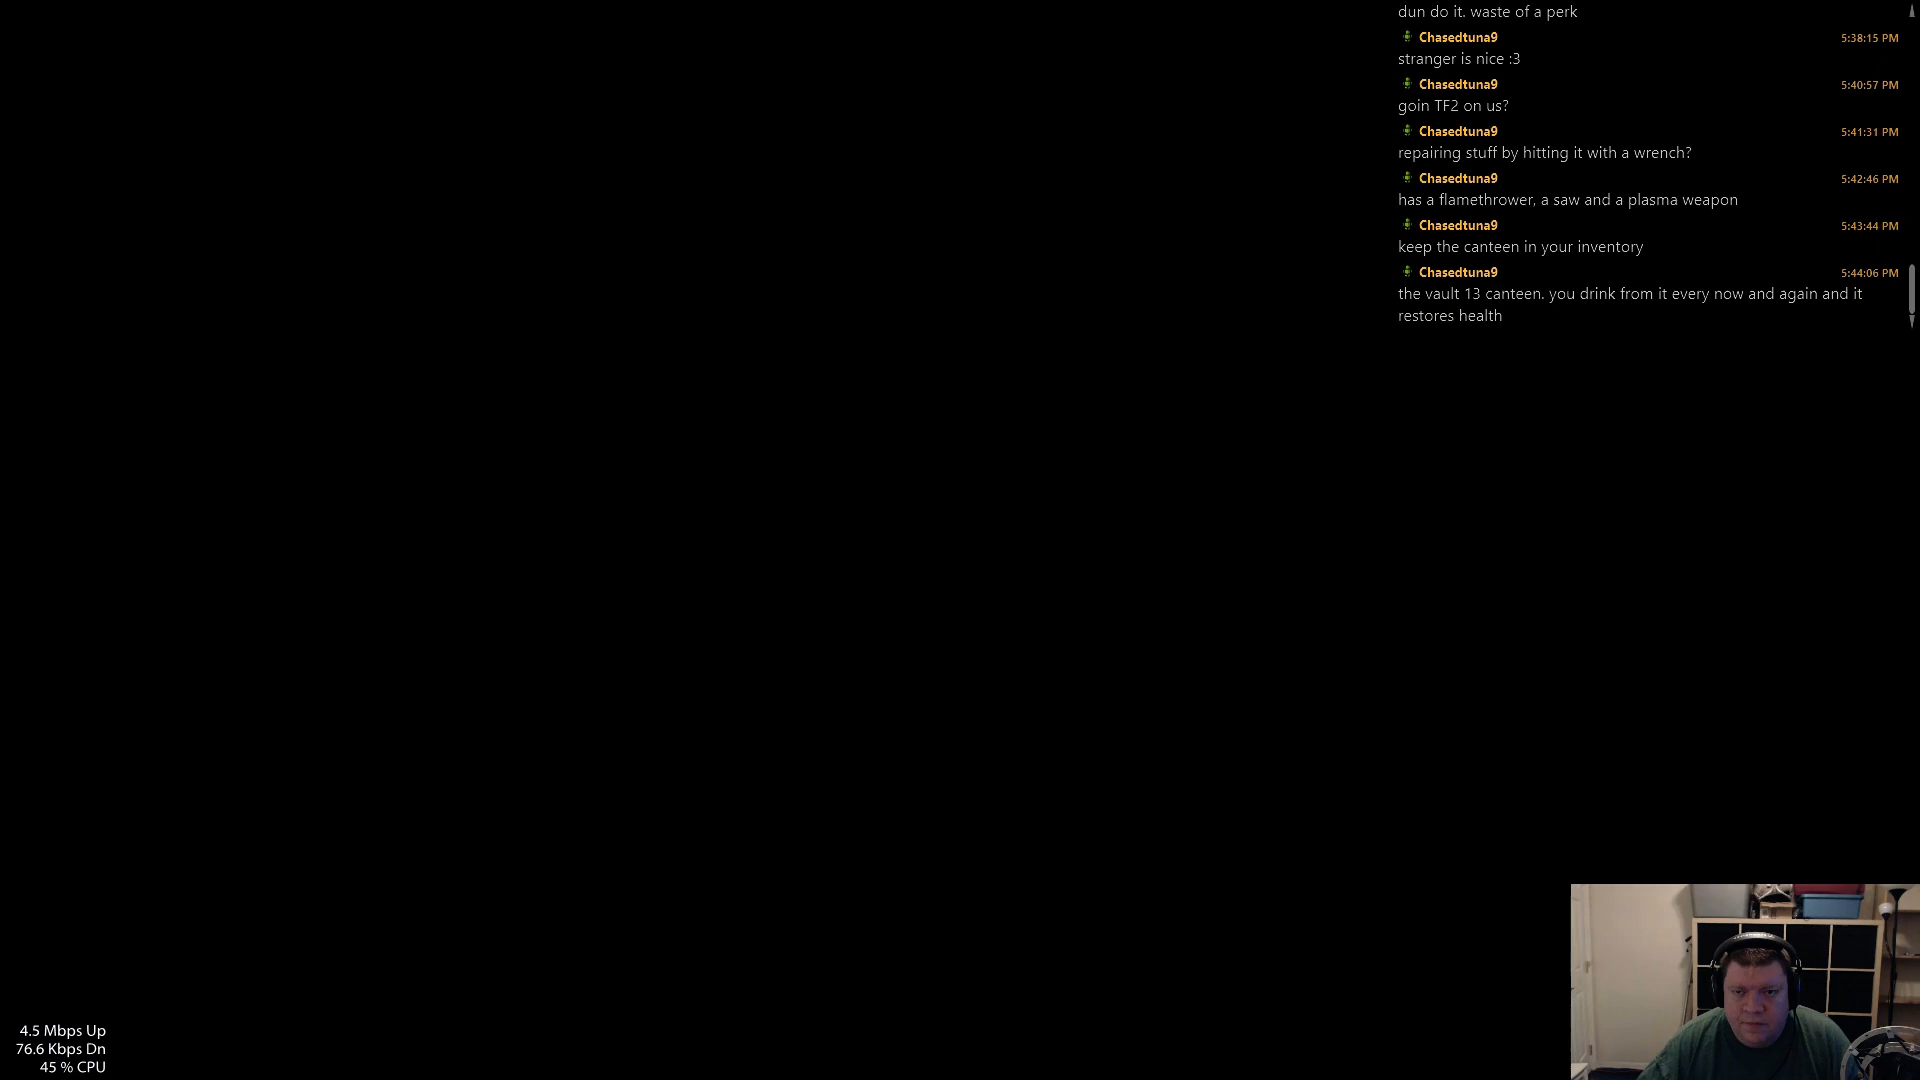 dun do it. waste of a perk
Chasedtuna9 5:38:15 PM
stranger is nice :3
Chasedtuna9 5:40:57 PM
goin TF2 on us?
Chasedtuna9 5:41:31 PM
repairing stuff by hitting it with a wrench?
Chasedtuna9 5:42:46 PM
has a flamethrower, a saw and a plasma weapon
Chasedtuna9 5:43:44 PM
keep the canteen in your inventory
Chasedtuna9 5:44:06 PM
the vault 13 canteen. you drink from it every now and again and it
restores health
4.5 Mbps Up
76.6 Kbps Dn
45 % CPU